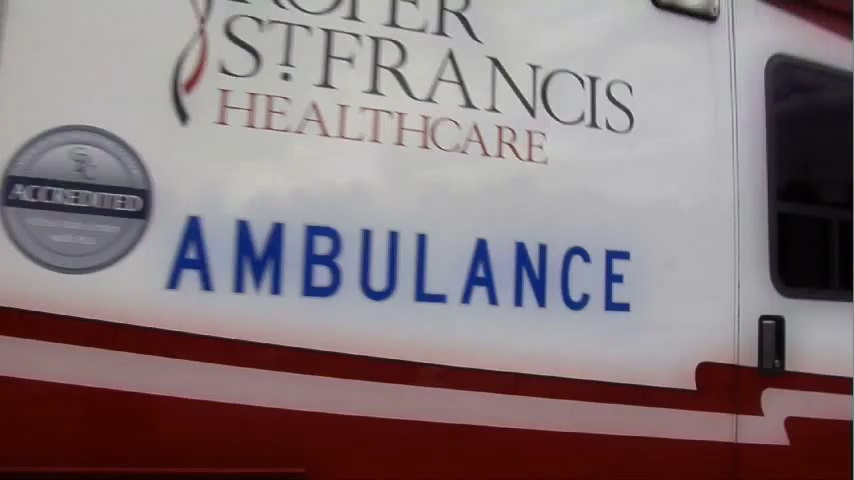 ST. FRANCIS
HEALTHCARE
ACCREDITED
AMBULANCE